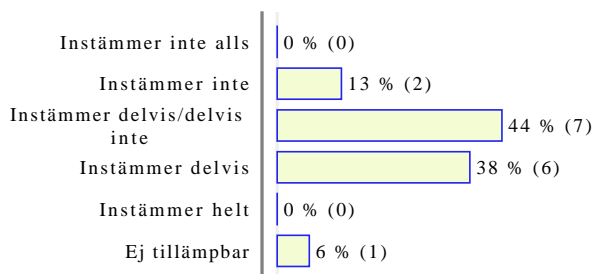 Instämmer inte alls 0 % (0)
Instämmer inte 13 % (2)
Instämmer delvis/delvis
inte 44 % (7)
Instämmer delvis 38 % (6)
Instämmer helt 0 % (0)
Ej tillämpbar 6 % (1)